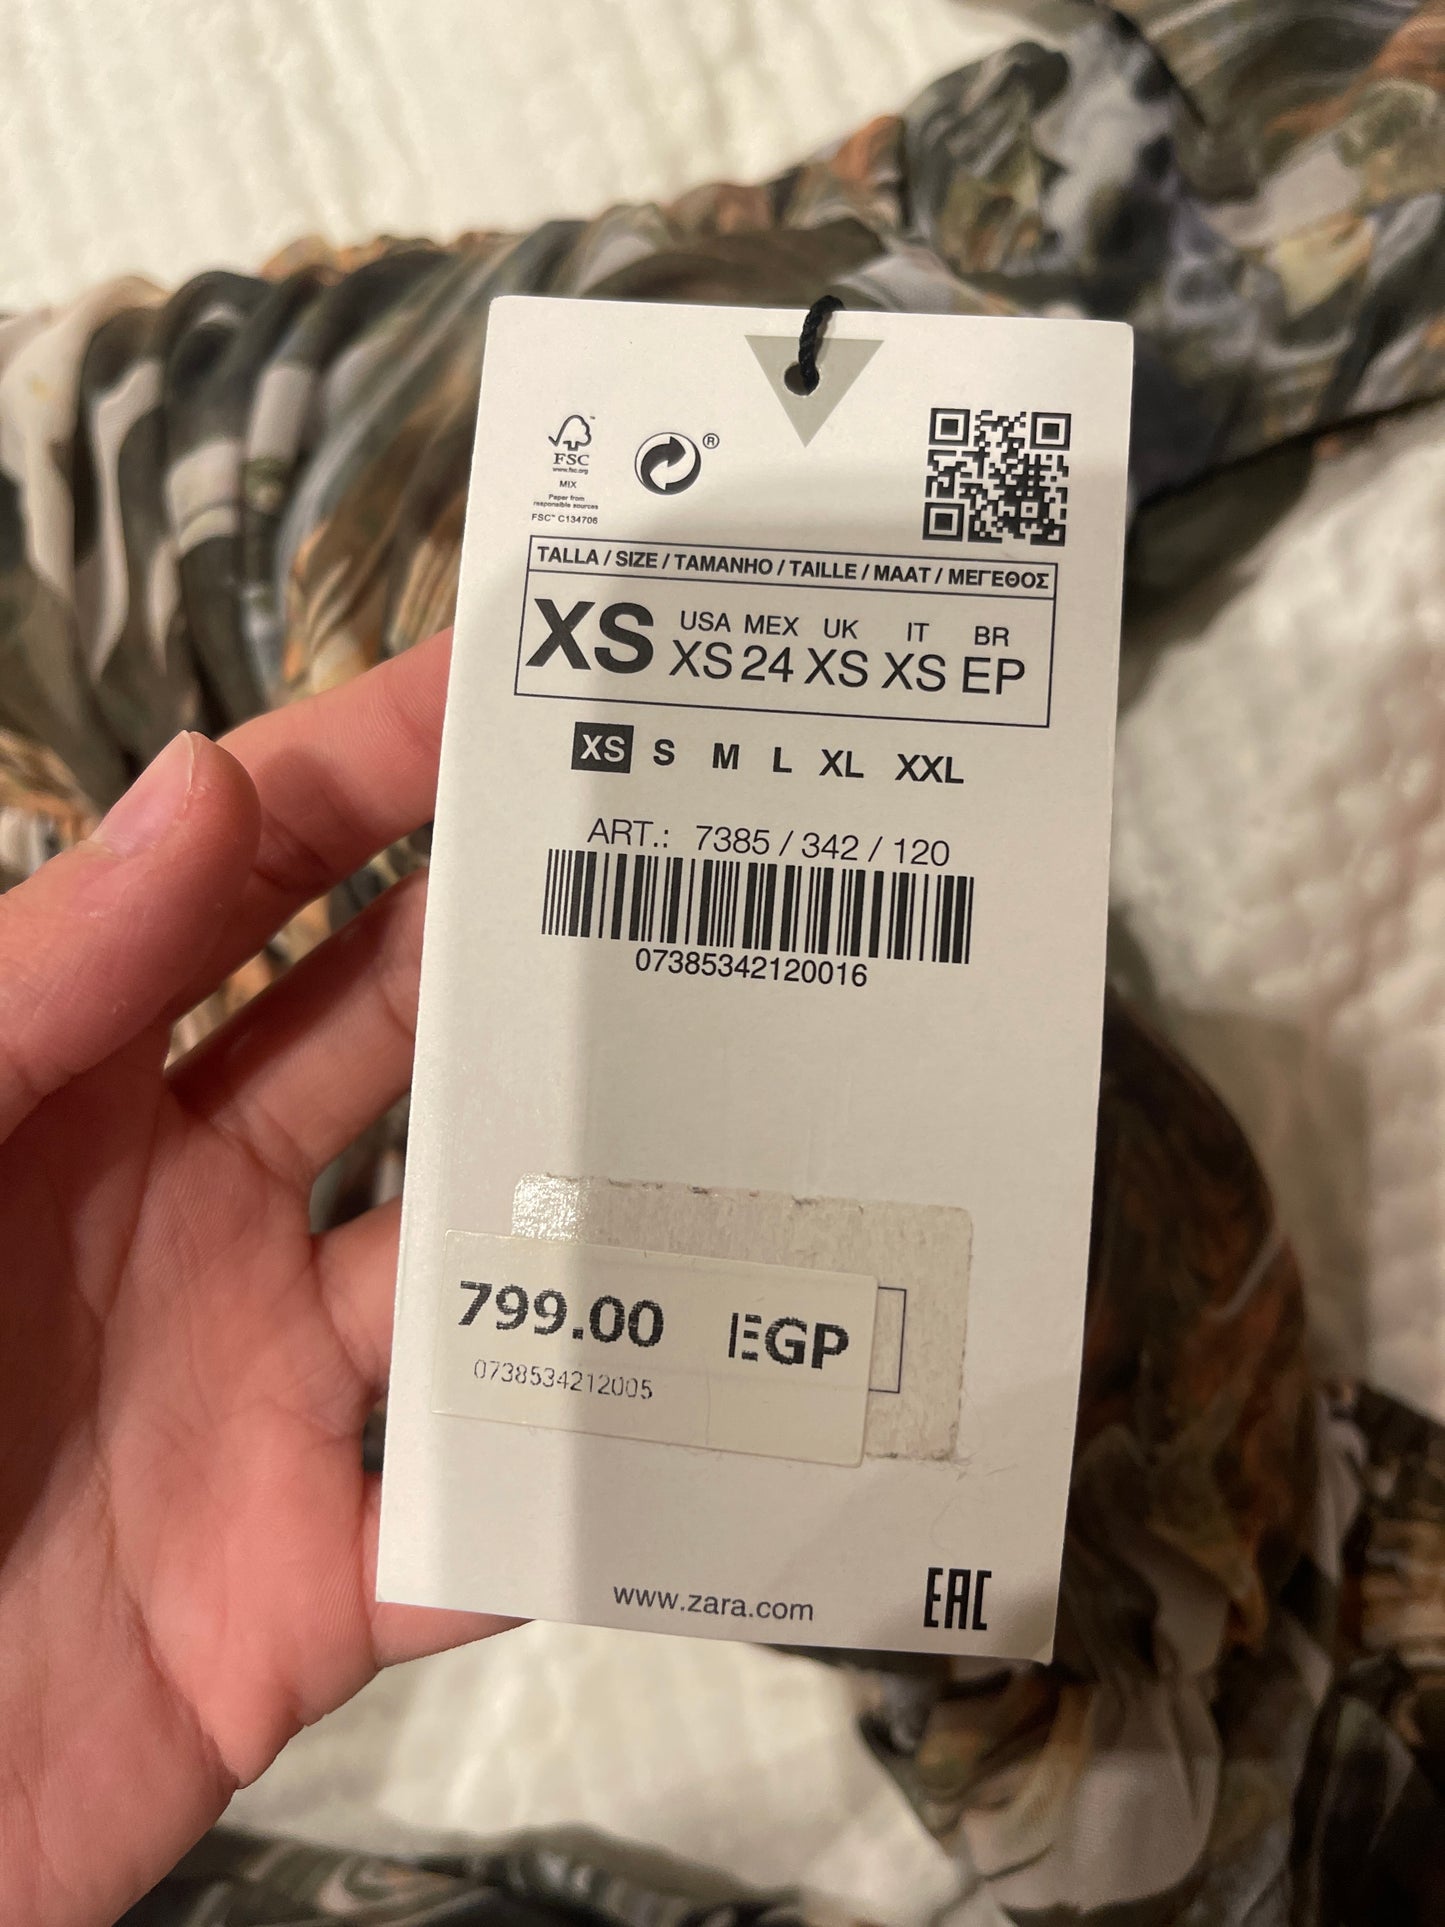 FSC™
www.fsc.org
MIX
Paper from
responsible sources
FSC™ C134706
®
TALLA / SIZE / TAMANHO / TAILLE / MAAT / ΜΕΓΕΘΟΣ
XS
USA MEX UK IT BR
XS 24 XS XS EP
XS S M L XL XXL
ART.: 7385 / 342 / 120
07385342120016
799.00 EGP
0738534212005
www.zara.com
EAC